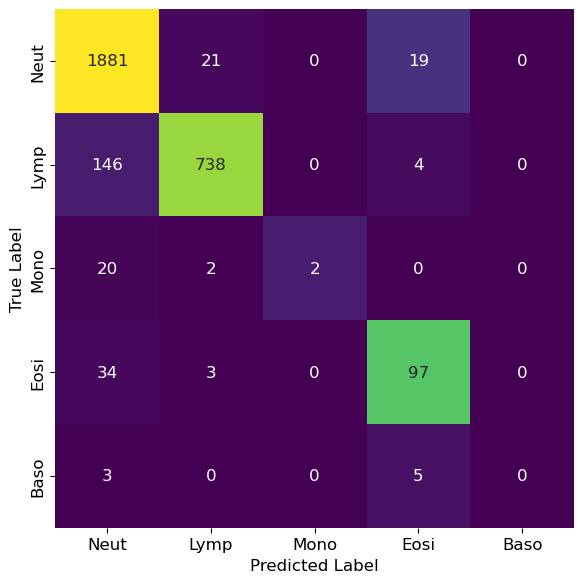 Neut 1881 21 0 19 0
Lymp 146 738 0 4 0
Mono 20 2 2 0 0
Eosi 34 3 0 97 0
Baso 3 0 0 5 0
True Label
Neut Lymp Mono Eosi Baso
Predicted Label